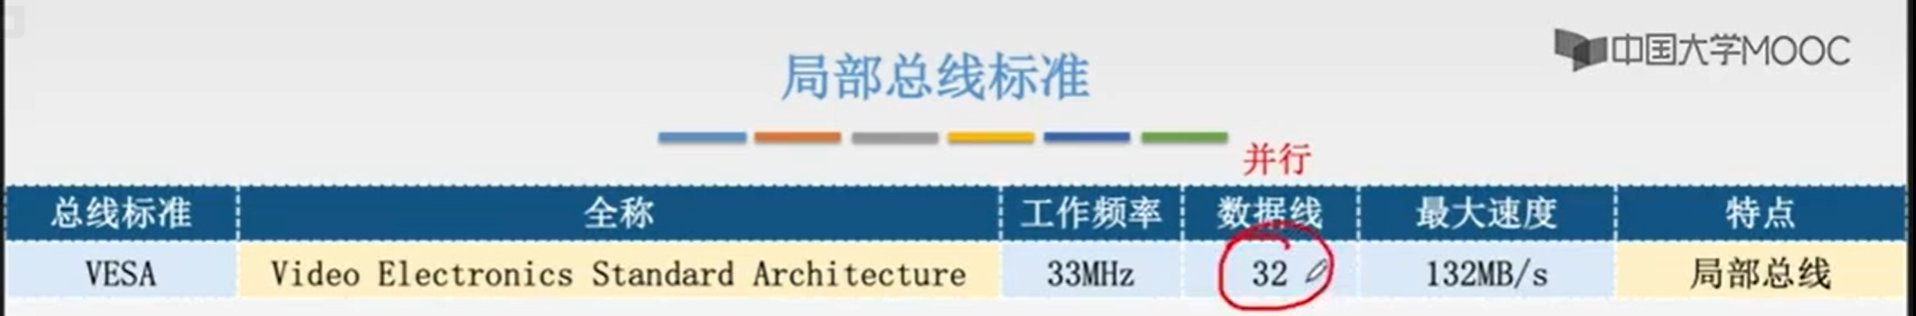 中国大学MOOC
局部总线标准
并行
总线标准 全称 工作频率 数据线 最大速度 特点
VESA Video Electronics Standard Architecture 33MHz 32 132MB/s 局部总线